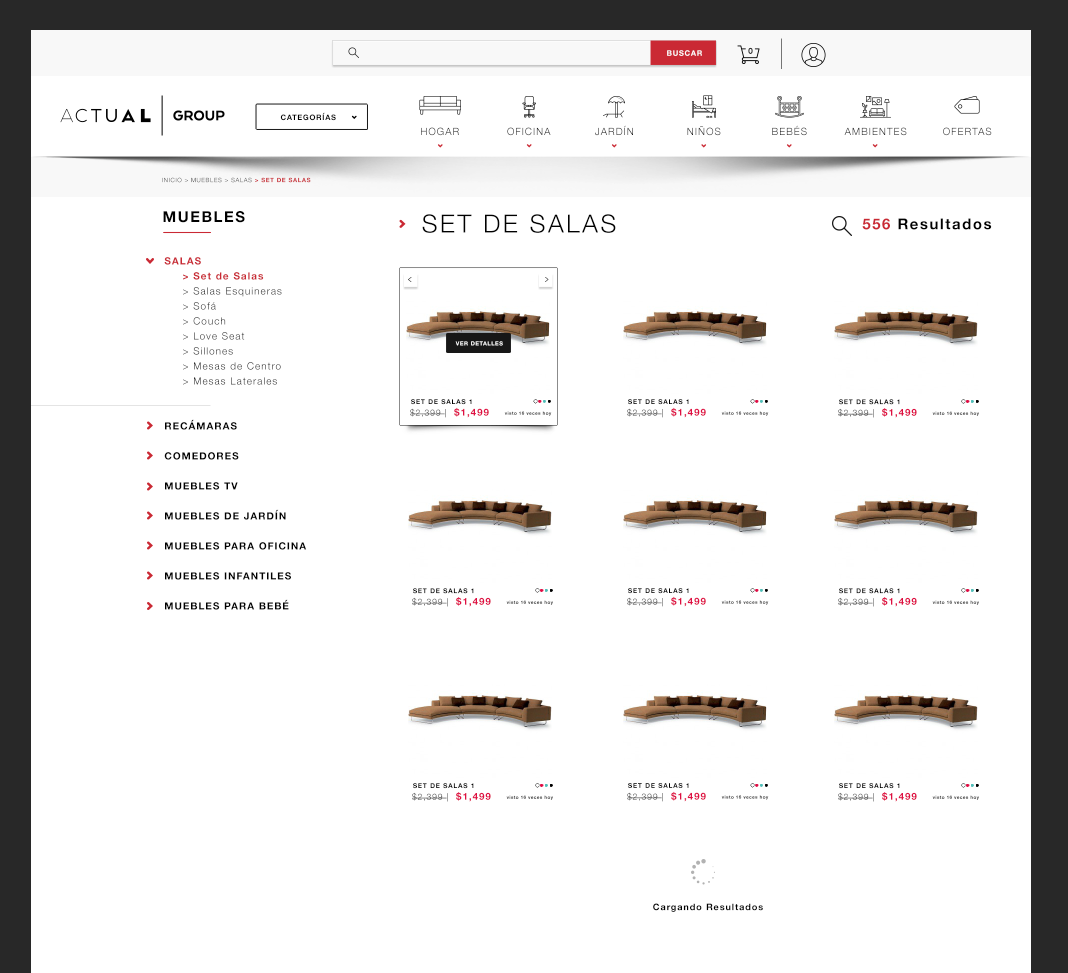 BUSCAR
0
ACTUAL GROUP
CATEGORÍAS
HOGAR
OFICINA
JARDÍN
NIÑOS
BEBÉS
AMBIENTES
OFERTAS
INICIO > MUEBLES > SALAS > SET DE SALAS
MUEBLES
SALAS
> Set de Salas
> Salas Esquineras
> Sofá
> Couch
> Love Seat
> Sillones
> Mesas de Centro
> Mesas Laterales
RECÁMARAS
COMEDORES
MUEBLES TV
MUEBLES DE JARDÍN
MUEBLES PARA OFICINA
MUEBLES INFANTILES
MUEBLES PARA BEBÉ
SET DE SALAS
556 Resultados
< >
VER DETALLES
SET DE SALAS 1
$2,399 | $1,499 visto 16 veces hoy
SET DE SALAS 1
$2,399 | $1,499 visto 16 veces hoy
SET DE SALAS 1
$2,399 | $1,499 visto 16 veces hoy
SET DE SALAS 1
$2,399 | $1,499 visto 16 veces hoy
SET DE SALAS 1
$2,399 | $1,499 visto 16 veces hoy
SET DE SALAS 1
$2,399 | $1,499 visto 16 veces hoy
SET DE SALAS 1
$2,399 | $1,499 visto 16 veces hoy
SET DE SALAS 1
$2,399 | $1,499 visto 16 veces hoy
SET DE SALAS 1
$2,399 | $1,499 visto 16 veces hoy
Cargando Resultados